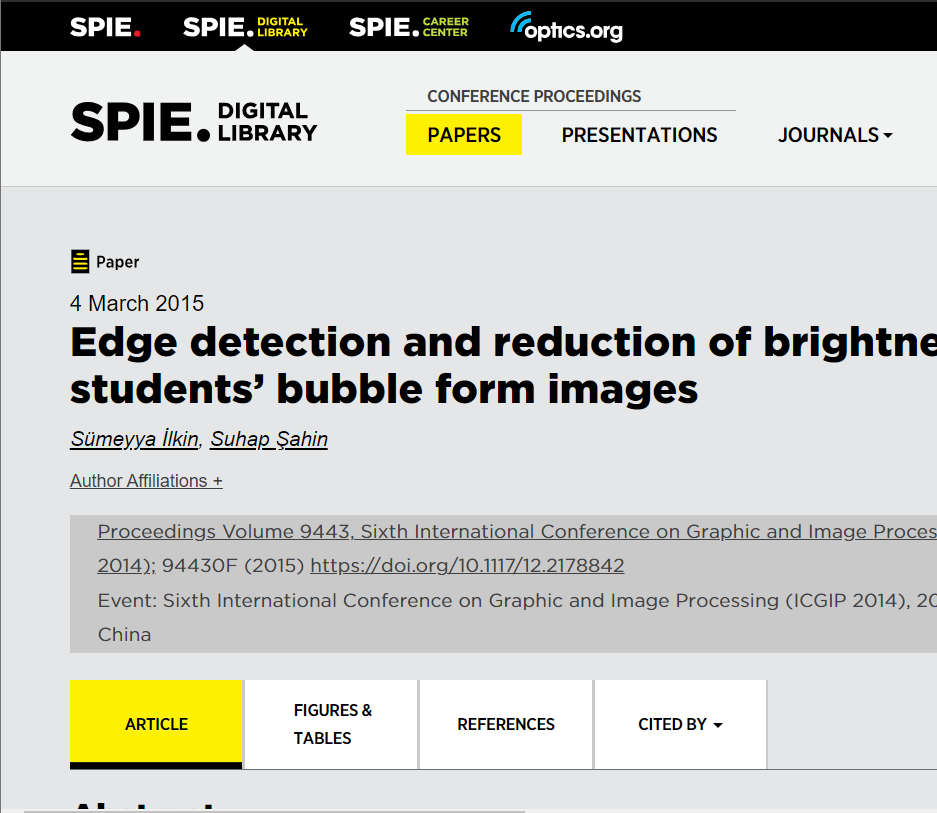 SPIE. SPIE. DIGITAL LIBRARY SPIE. CAREER CENTER optics.org
SPIE. DIGITAL LIBRARY
CONFERENCE PROCEEDINGS
PAPERS PRESENTATIONS JOURNALS
Paper
4 March 2015
Edge detection and reduction of brightne
students’ bubble form images
Sümeyya İlkin, Suhap Şahin
Author Affiliations +
Proceedings Volume 9443, Sixth International Conference on Graphic and Image Proces
2014); 94430F (2015) https://doi.org/10.1117/12.2178842
Event: Sixth International Conference on Graphic and Image Processing (ICGIP 2014), 20
China
ARTICLE FIGURES & TABLES REFERENCES CITED BY